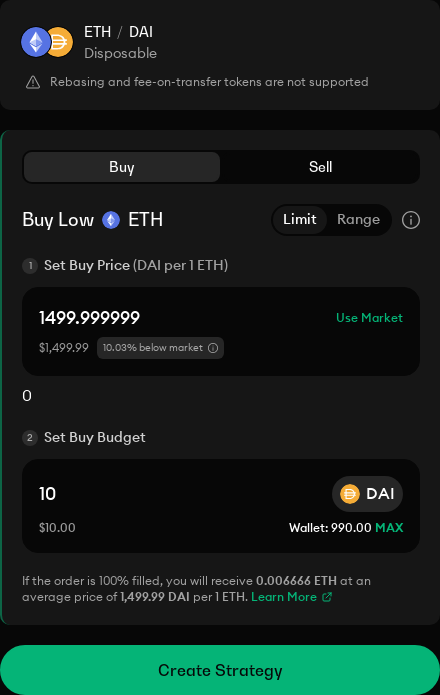 ETH / DAI
Disposable
Rebasing and fee-on-transfer tokens are not supported
Buy Sell
Buy Low ETH Limit Range
1 Set Buy Price (DAI per 1 ETH)
1499.999999 Use Market
$1,499.99 10.03% below market
0
2 Set Buy Budget
10 DAI
$10.00 Wallet: 990.00 MAX
If the order is 100% filled, you will receive 0.006666 ETH at an
average price of 1,499.99 DAI per 1 ETH. Learn More
Create Strategy